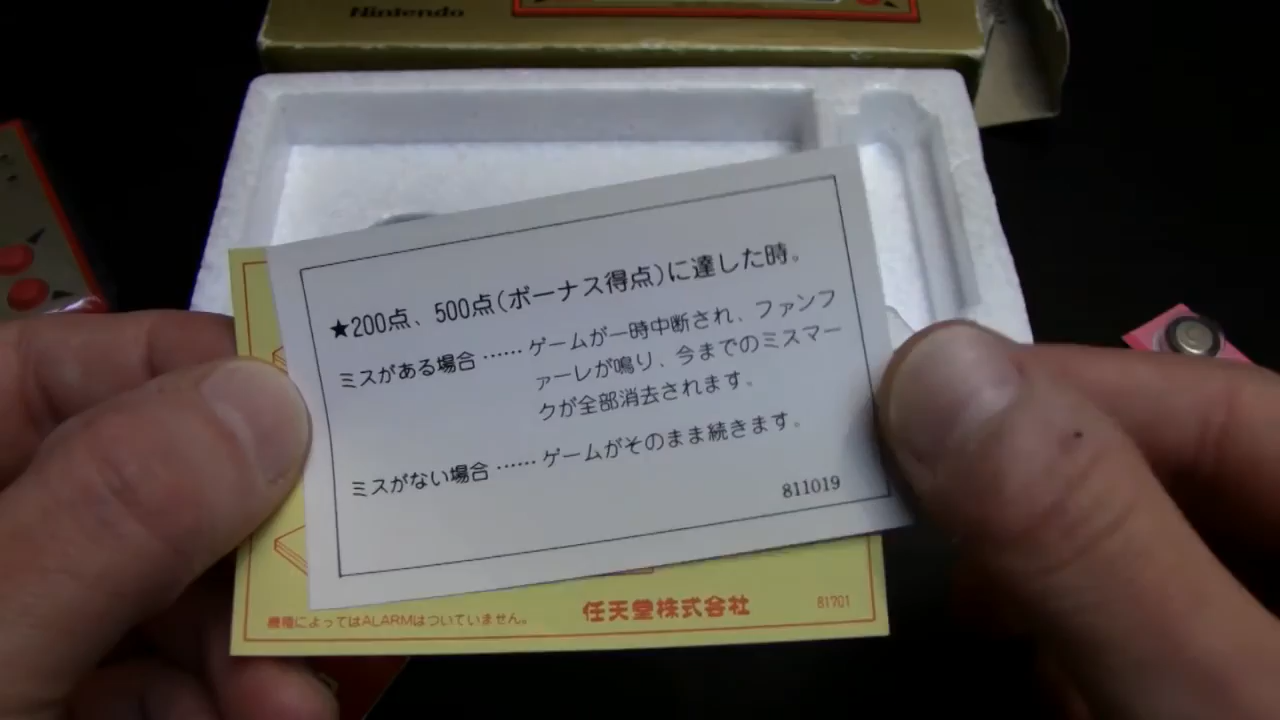 Nintendo
★200点、500点(ボーナス得点)に達した時。
ミスがある場合……ゲームが一時中断され、ファンフ
ァーレが鳴り、今までのミスマー
クが全部消去されます。
ミスがない場合……ゲームがそのまま続きます。
811019
機種によってはALARMはついていません。
任天堂株式会社
81701